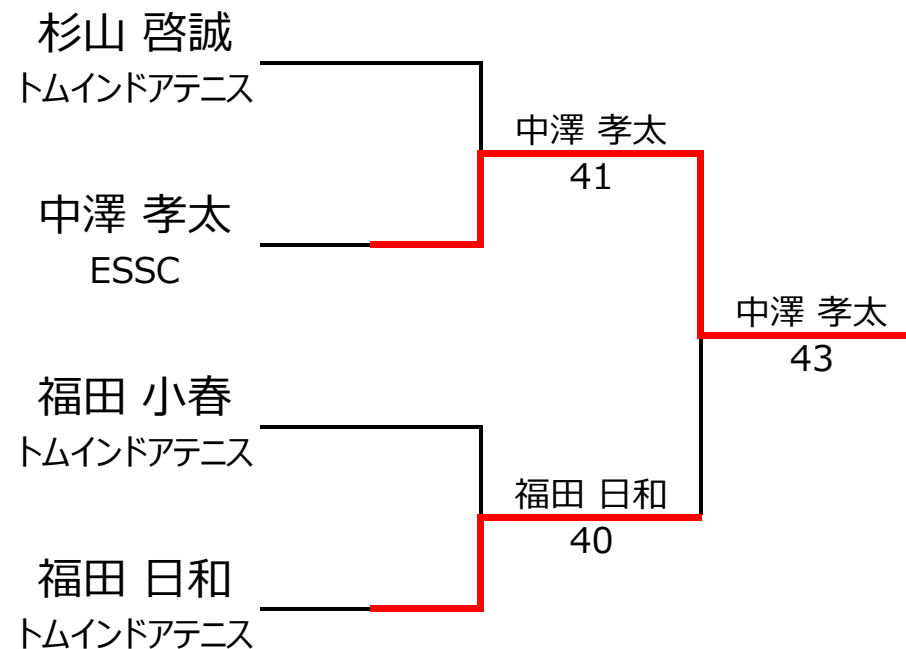 杉山 啓誠
トムインドアテニス
中澤 孝太
ESSC
福田 小春
トムインドアテニス
福田 日和
トムインドアテニス
中澤 孝太
41
福田 日和
40
中澤 孝太
43